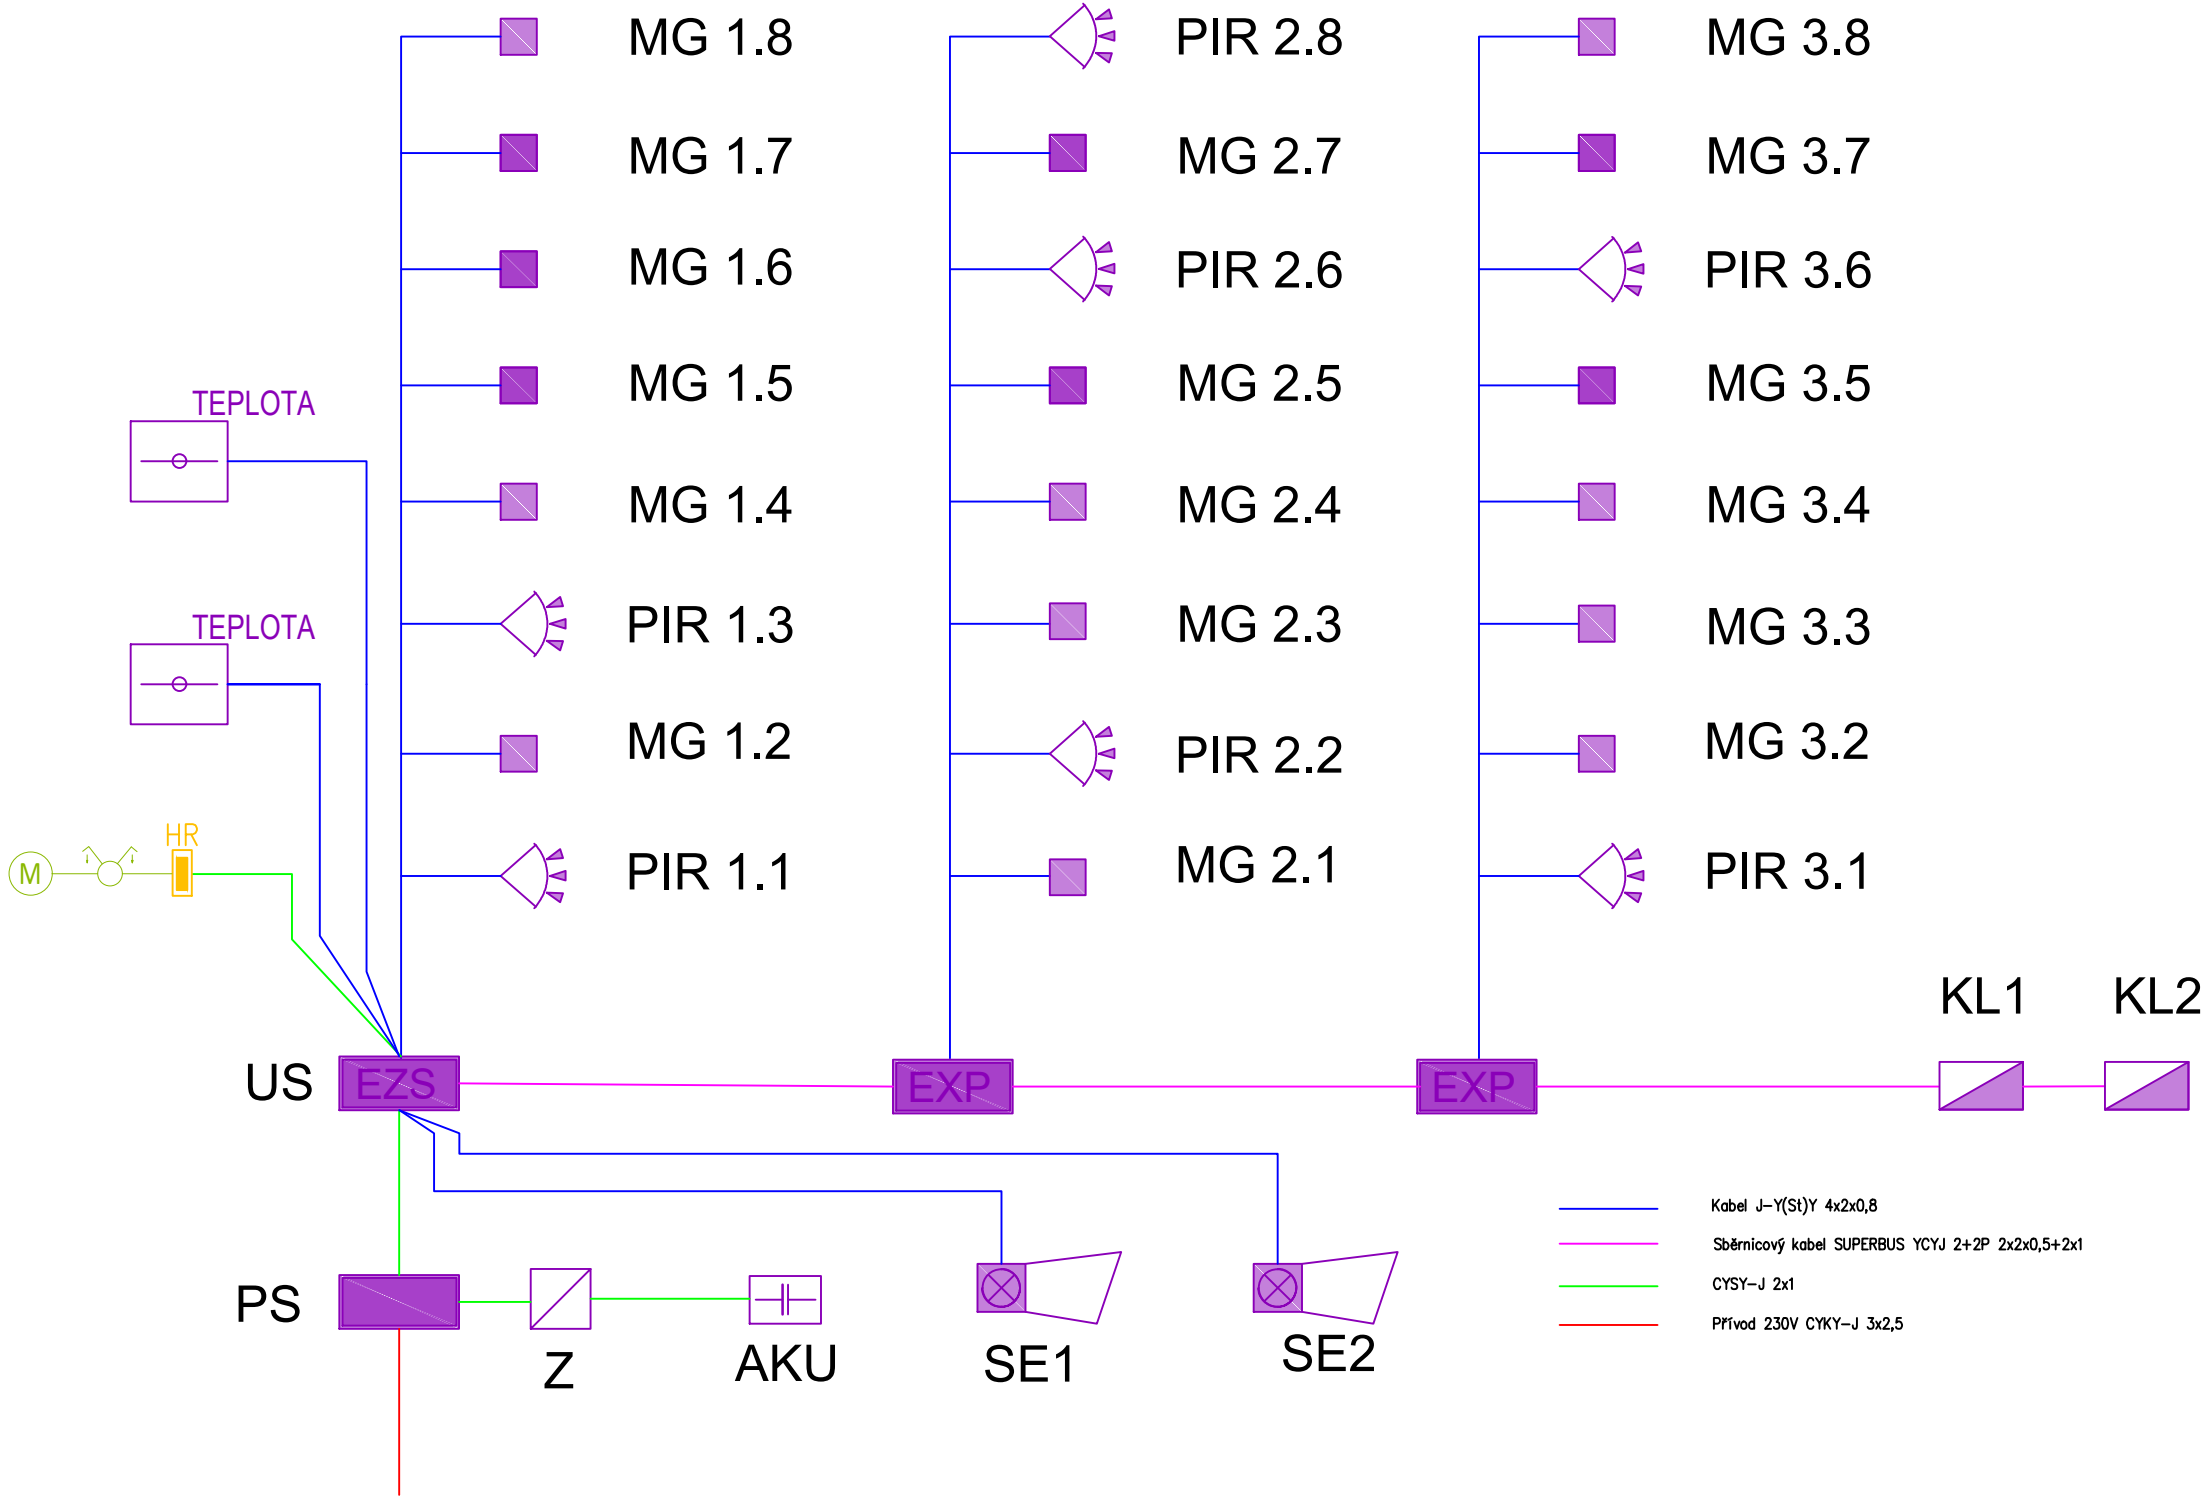 MG 1.8
PIR 2.8
MG 3.8
MG 1.7
MG 2.7
MG 3.7
MG 1.6
PIR 2.6
PIR 3.6
MG 1.5
MG 2.5
MG 3.5
TEPLOTA
MG 1.4
MG 2.4
MG 3.4
TEPLOTA
PIR 1.3
MG 2.3
MG 3.3
MG 1.2
PIR 2.2
MG 3.2
HR
M
PIR 1.1
MG 2.1
PIR 3.1
KL1
KL2
US
EZS
EXP
EXP
Kabel J-Y(St)Y 4x2x0,8
Sběrnicový kabel SUPERBUS YCYJ 2+2P 2x2x0,5+2x1
CYSY-J 2x1
Přívod 230V CYKY-J 3x2,5
PS
Z
AKU
SE1
SE2